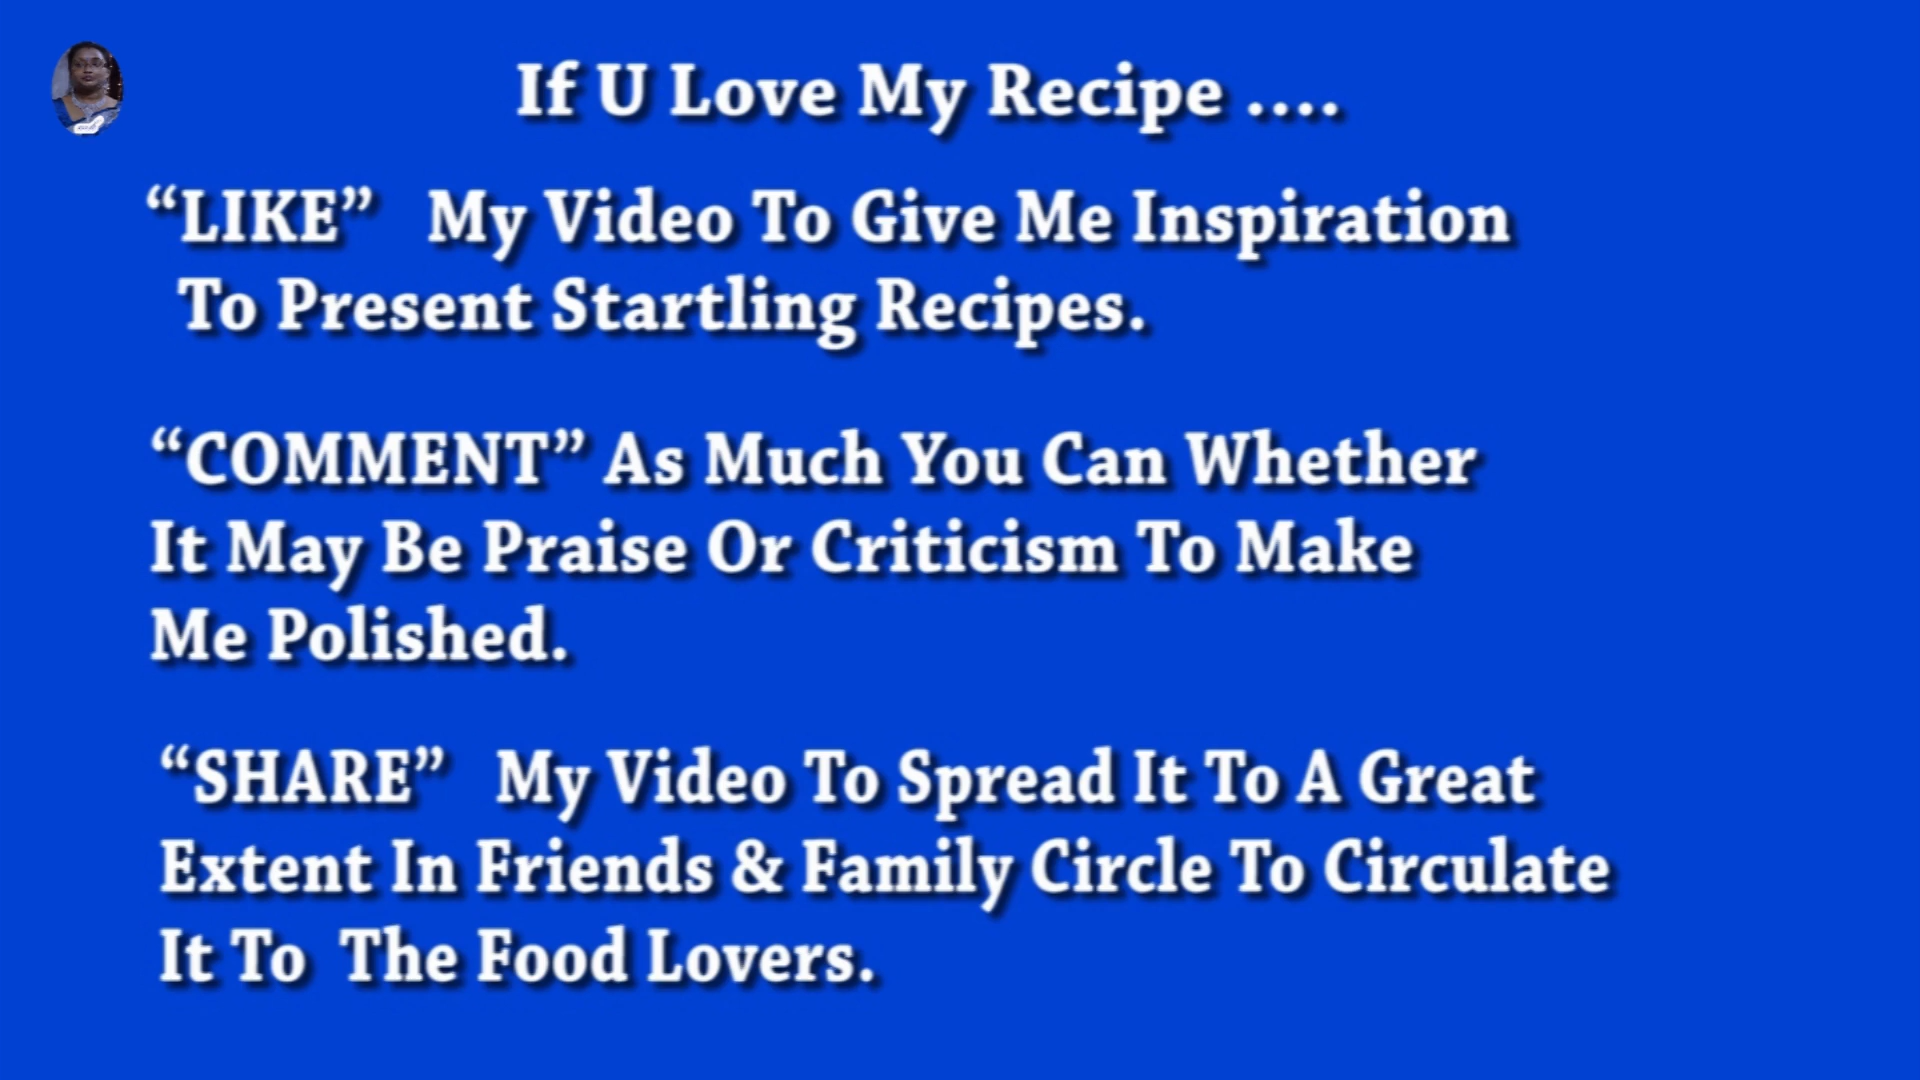 If U Love My Recipe ....
“LIKE” My Video To Give Me Inspiration
To Present Startling Recipes.
“COMMENT” As Much You Can Whether
It May Be Praise Or Criticism To Make
Me Polished.
“SHARE” My Video To Spread It To A Great
Extent In Friends & Family Circle To Circulate
It To The Food Lovers.